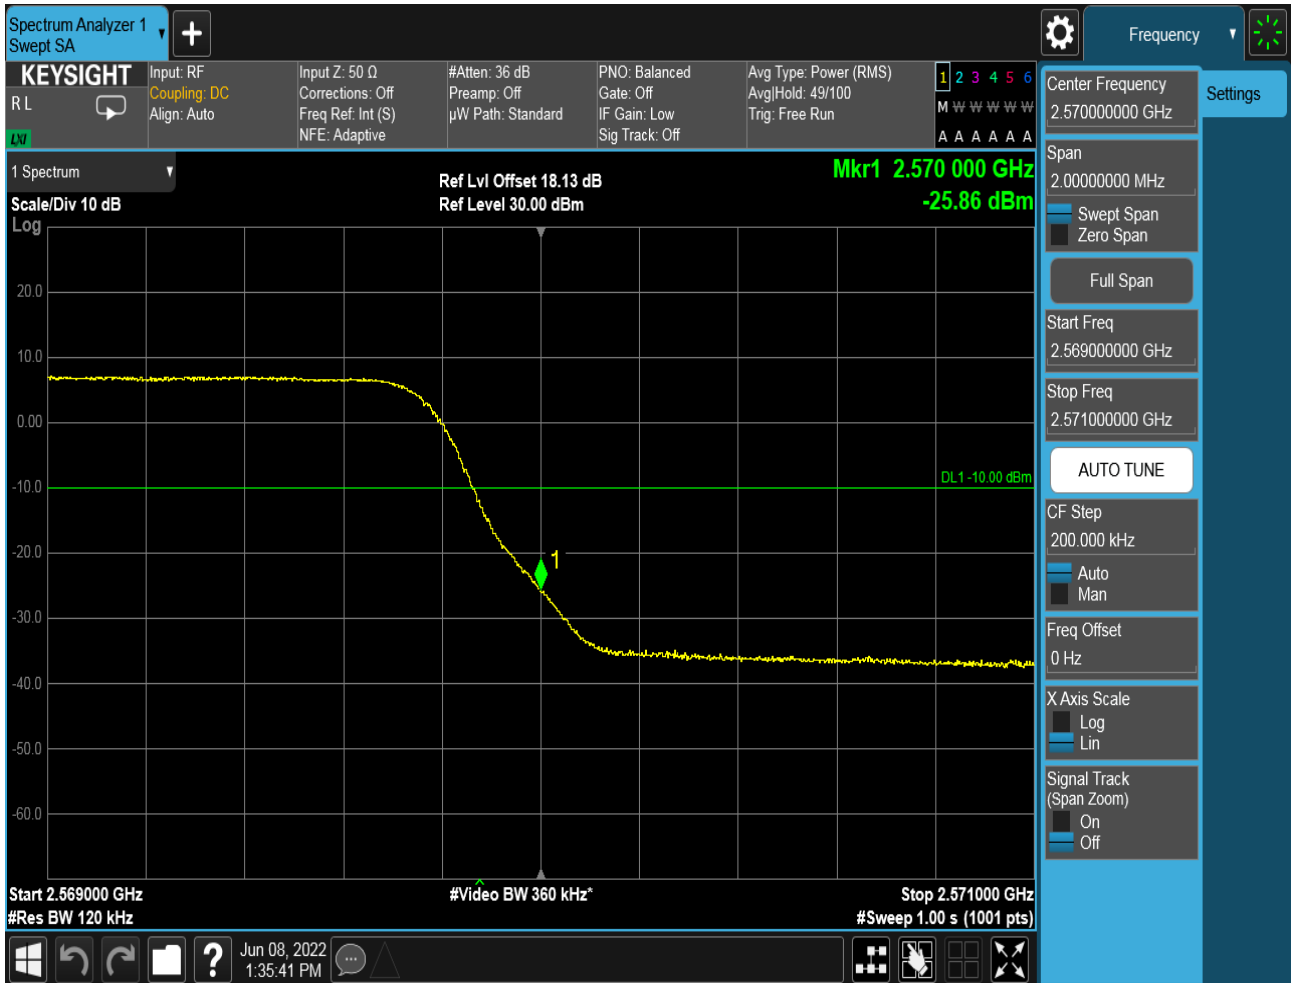 Spectrum Analyzer 1
Swept SA
Frequency
KEYSIGHT
R L
LXI
Input: RF
Coupling: DC
Align: Auto
Input Z: 50 Ω
Corrections: Off
Freq Ref: Int (S)
NFE: Adaptive
#Atten: 36 dB
Preamp: Off
µW Path: Standard
PNO: Balanced
Gate: Off
IF Gain: Low
Sig Track: Off
Avg Type: Power (RMS)
Avg|Hold: 49/100
Trig: Free Run
1 2 3 4 5 6
M W W W W W
A A A A A A
1 Spectrum
Scale/Div 10 dB
Log
Ref Lvl Offset 18.13 dB
Ref Level 30.00 dBm
Mkr1 2.570 000 GHz
-25.86 dBm
20.0
10.0
0.00
-10.0
-20.0
-30.0
-40.0
-50.0
-60.0
DL1 -10.00 dBm
1
Start 2.569000 GHz
#Res BW 120 kHz
#Video BW 360 kHz*
Stop 2.571000 GHz
#Sweep 1.00 s (1001 pts)
?
Jun 08, 2022
1:35:41 PM
Center Frequency
2.570000000 GHz
Span
2.00000000 MHz
Swept Span
Zero Span
Full Span
Start Freq
2.569000000 GHz
Stop Freq
2.571000000 GHz
AUTO TUNE
CF Step
200.000 kHz
Auto
Man
Freq Offset
0 Hz
X Axis Scale
Log
Lin
Signal Track
(Span Zoom)
On
Off
Settings